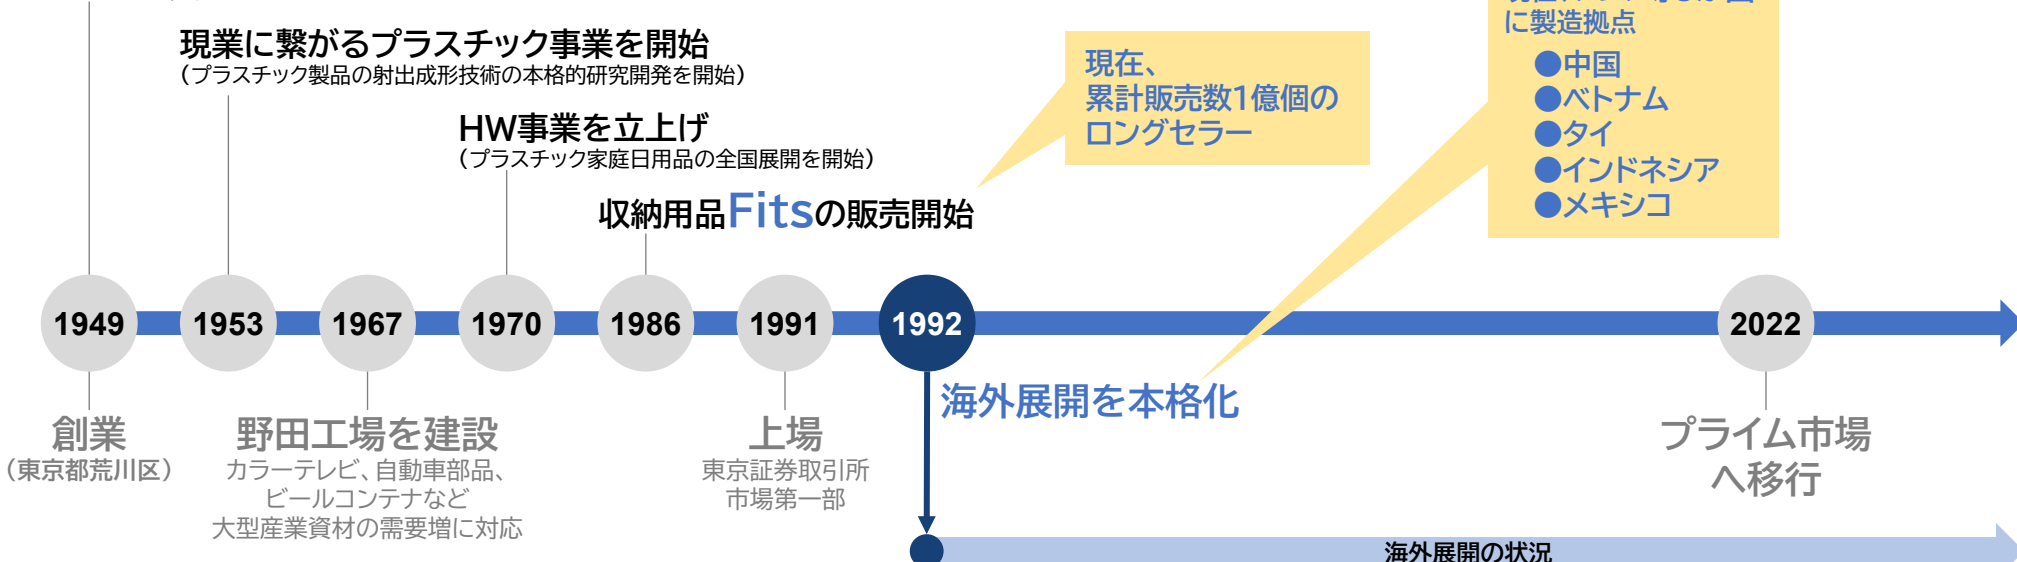 に製造拠点
●中国
●ベトナム
●タイ
●インドネシア
●メキシコ
現業に繋がるプラスチック事業を開始
(プラスチック製品の射出成形技術の本格的研究開発を開始)
現在、
累計販売数1億個の
ロングセラー
HW事業を立上げ
(プラスチック家庭日用品の全国展開を開始)
収納用品Fitsの販売開始
1949
1953
1967
1970
1986
1991
1992
2022
海外展開を本格化
創業
(東京都荒川区)
野田工場を建設
カラーテレビ、自動車部品、
ビールコンテナなど
大型産業資材の需要増に対応
上場
東京証券取引所
市場第一部
プライム市場
へ移行
海外展開の状況